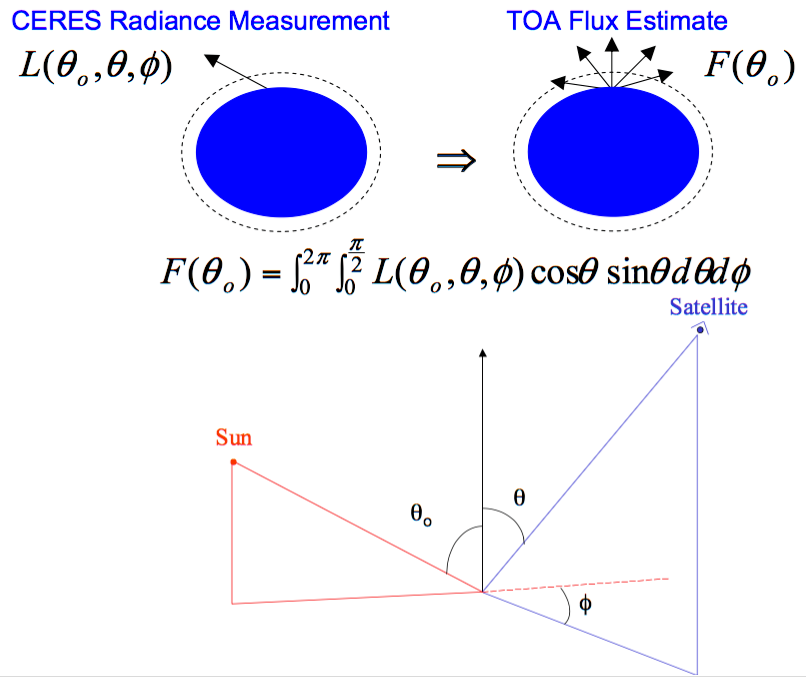 CERES Radiance Measurement
TOA Flux Estimate
L(θₒ,θ,ϕ)
F(θₒ)
⇒
F(θₒ) = ∫₀^{2π} ∫₀^{π/2} L(θₒ,θ,ϕ) cosθ sinθdθdϕ
Satellite
Sun
θ
θₒ
ϕ